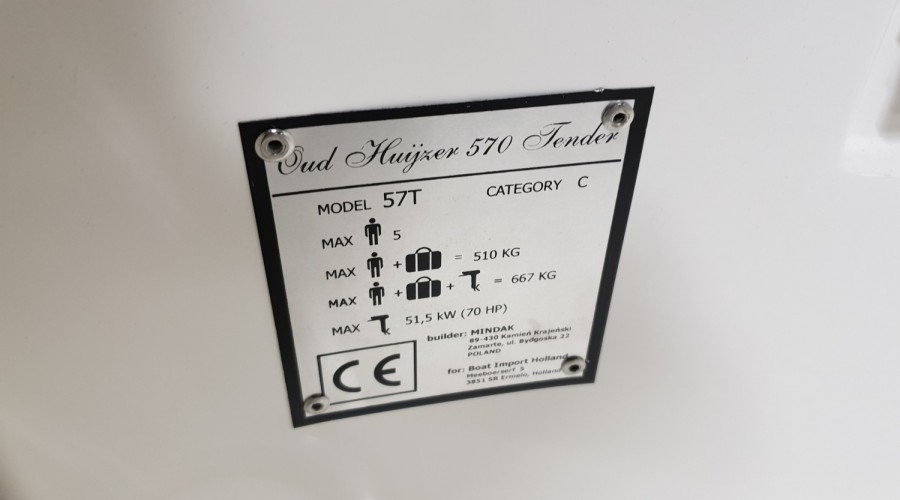 Oud Huijzer 570 Tender
MODEL 57T CATEGORY C
MAX 5
MAX + = 510 KG
MAX + + = 667 KG
MAX 51,5 kW (70 HP)
builder: MINDAK
89-430 Kamień Krajeński
Zamarte, ul. Bydgoska 22
POLAND
for: Boat Import Holland
Meeboerserf 5
3851 SR Ermelo, Holland
CE